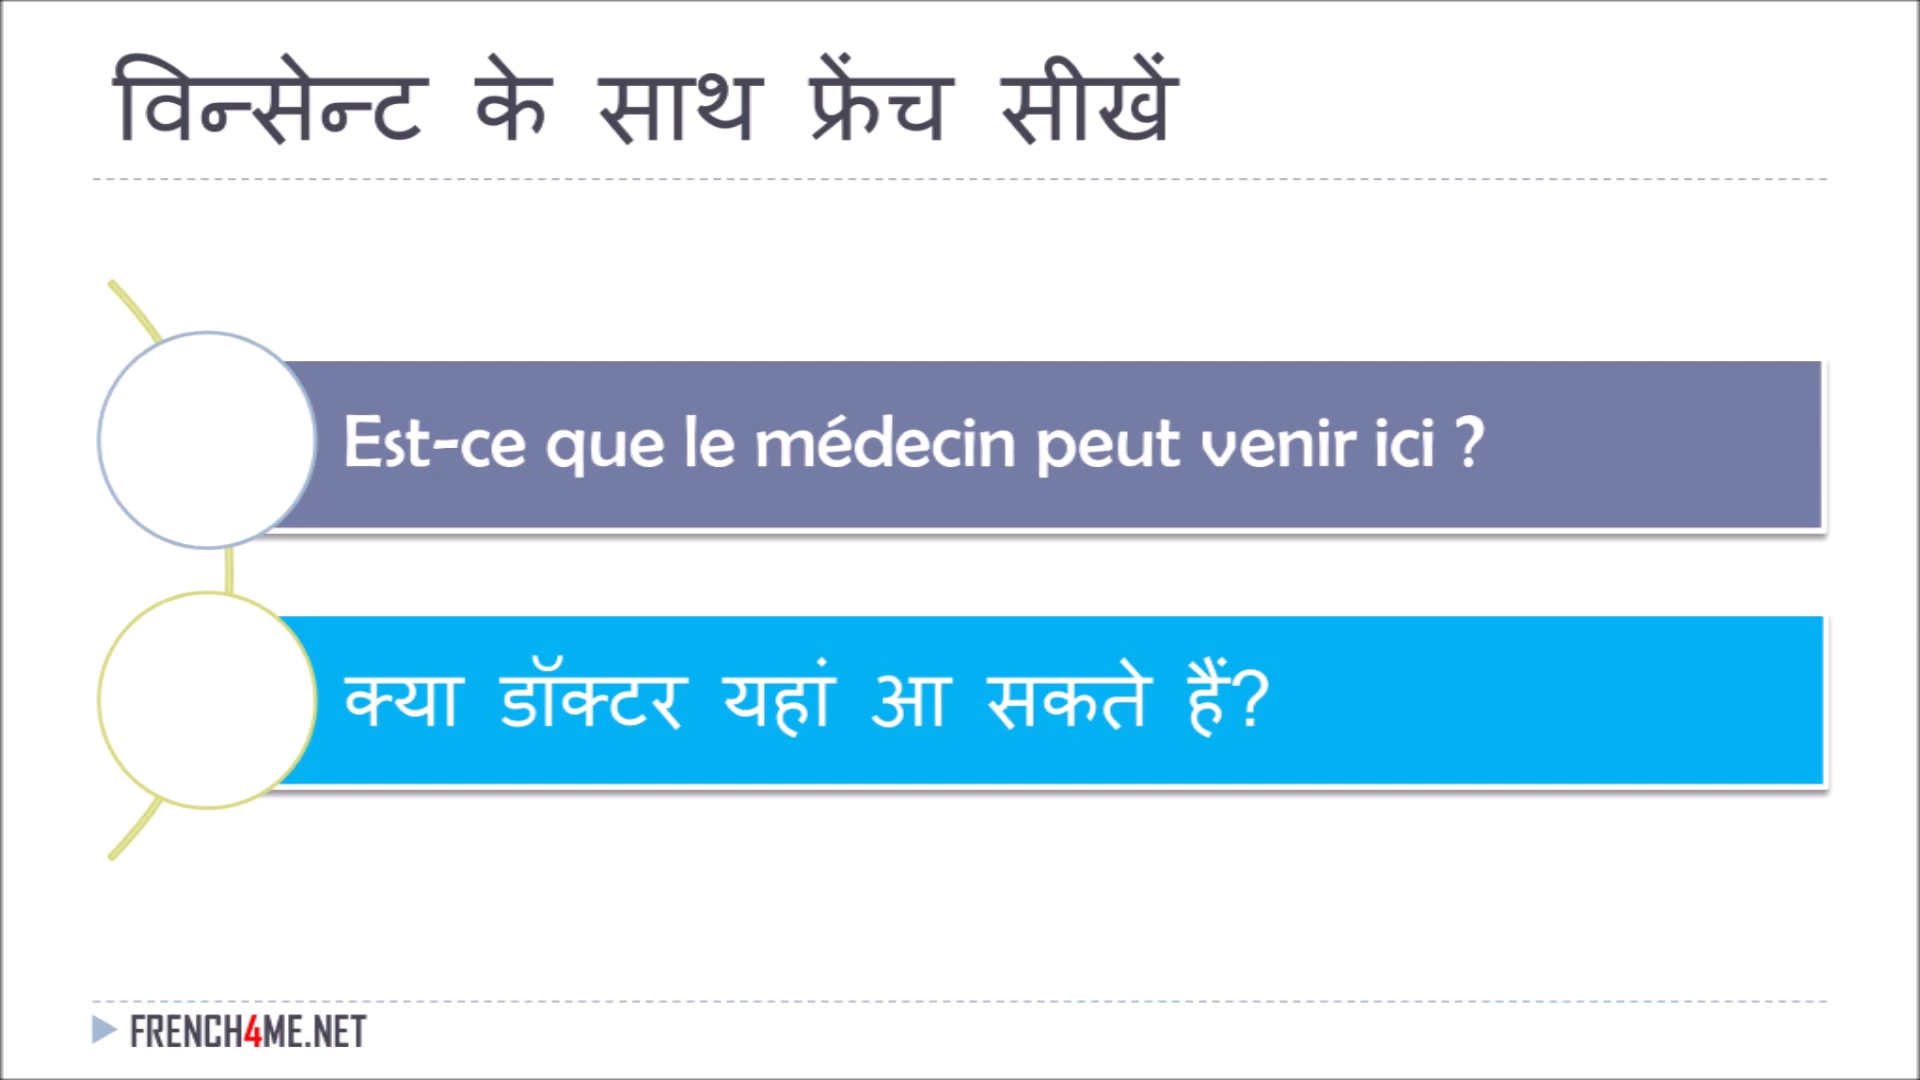 विन्सेन्ट के साथ फ्रेंच सीखें
Est-ce que le médecin peut venir ici ?
क्या डॉक्टर यहां आ सकते हैं?
FRENCH4ME.NET